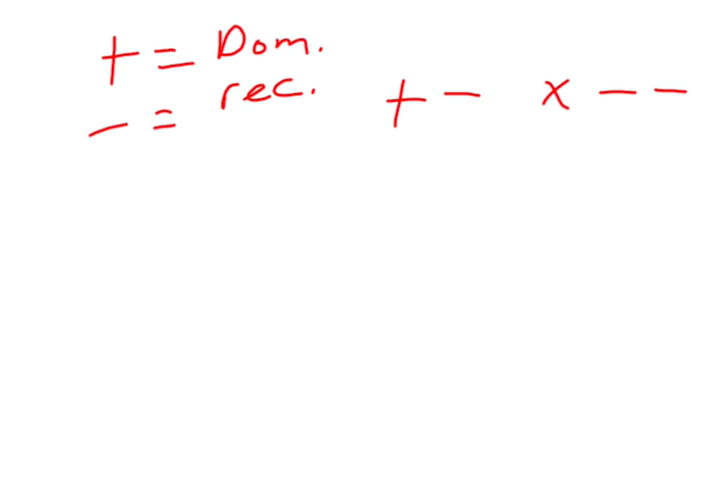 + = Dom.
− = rec.
+ − x − −